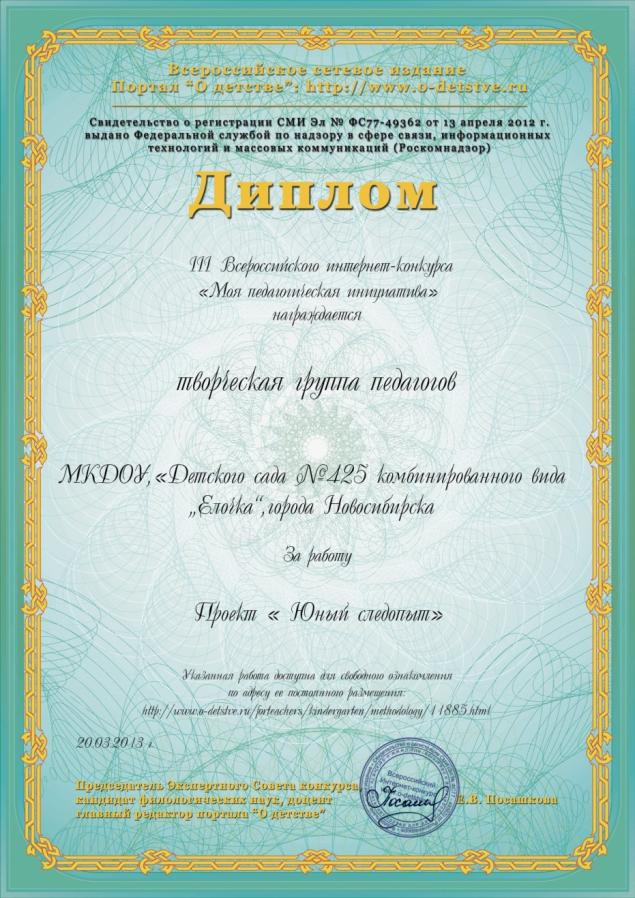 Всероссийское сетевое издание
Портал "О детстве": http://www.o-detstve.ru
Свидетельство о регистрации СМИ Эл № ФС77-49362 от 13 апреля 2012 г.
выдано Федеральной службой по надзору в сфере связи, информационных
технологий и массовых коммуникаций (Роскомнадзор)
Диплом
III Всероссийского интернет-конкурса
«Моя педагогическая инициатива»
награждается
творческая группа педагогов
МКДОУ,«Детского сада №425 комбинированного вида
„Елочка“,города Новосибирска
За работу
Проект « Юный следопыт»
Указанная работа доступна для свободного ознакомления
по адресу ее постоянного размещения:
http://www.o-detstve.ru/forteachers/kindergarten/methodology/11885.html
20.03.2013 г.
Председатель Экспертного Совета конкурса,
кандидат филологических наук, доцент
главный редактор портала "О детстве"
Е.В. Посашкова
Всероссийский
Интернет-конкурс